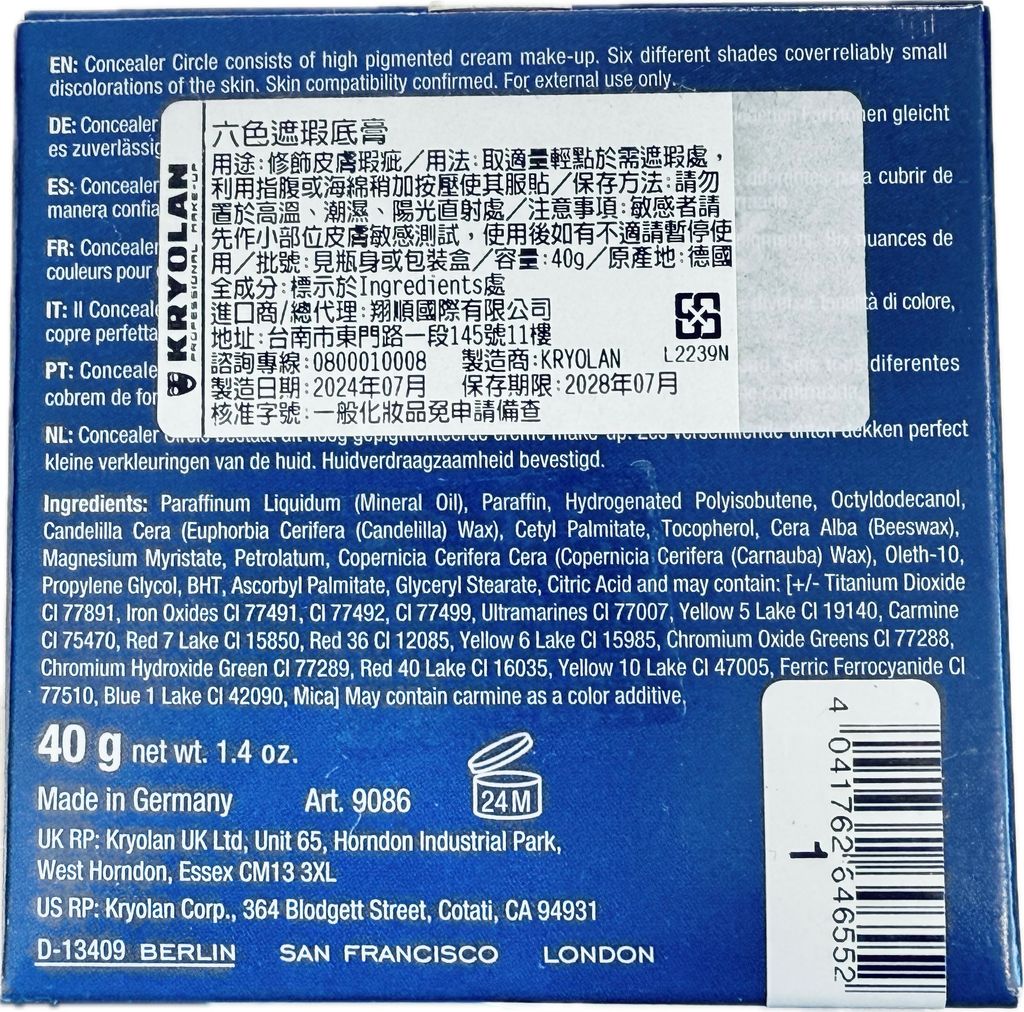 EN: Concealer Circle consists of high pigmented cream make-up. Six different shades coverreliably small
discolorations of the skin. Skin compatibility confirmed. For external use only.
DE: Concealer
gleicht
es zuverlässig
ES: Concealer
a cubrir de
manera confia
FR: Concealer
nuances de
couleurs pour
IT: Il Conceale
di colore,
copre perfetta
PT: Conceale
diferentes
cobrem de for
NL: Concealer Circle bestaat uit hoog gepigmenteerde crème make-up. Zes verschillende tinten dekken perfect
kleine verkleuringen van de huid. Huidverdraagzaamheid bevestigd.
KRYOLAN
PROFESSIONAL MAKE-UP
六色遮瑕底膏
用途:修飾皮膚瑕疵/用法:取適量輕點於需遮瑕處,
利用指腹或海綿稍加按壓使其服貼/保存方法:請勿
置於高溫、潮濕、陽光直射處/注意事項:敏感者請
先作小部位皮膚敏感測試,使用後如有不適請暫停使
用/批號:見瓶身或包裝盒/容量:40g/原產地:德國
全成分:標示於Ingredients處
進口商/總代理:翔順國際有限公司
地址:台南市東門路一段145號11樓
諮詢專線:0800010008 製造商:KRYOLAN L2239N
製造日期:2024年07月 保存期限:2028年07月
核准字號:一般化妝品免申請備查
Ingredients: Paraffinum Liquidum (Mineral Oil), Paraffin, Hydrogenated Polyisobutene, Octyldodecanol,
Candelilla Cera (Euphorbia Cerifera (Candelilla) Wax), Cetyl Palmitate, Tocopherol, Cera Alba (Beeswax),
Magnesium Myristate, Petrolatum, Copernicia Cerifera Cera (Copernicia Cerifera (Carnauba) Wax), Oleth-10,
Propylene Glycol, BHT, Ascorbyl Palmitate, Glyceryl Stearate, Citric Acid and may contain: [+/- Titanium Dioxide
CI 77891, Iron Oxides CI 77491, CI 77492, CI 77499, Ultramarines CI 77007, Yellow 5 Lake CI 19140, Carmine
CI 75470, Red 7 Lake CI 15850, Red 36 CI 12085, Yellow 6 Lake CI 15985, Chromium Oxide Greens CI 77288,
Chromium Hydroxide Green CI 77289, Red 40 Lake CI 16035, Yellow 10 Lake CI 47005, Ferric Ferrocyanide CI
77510, Blue 1 Lake CI 42090, Mica] May contain carmine as a color additive.
40 g net wt. 1.4 oz.
Made in Germany Art. 9086
24 M
UK RP: Kryolan UK Ltd, Unit 65, Horndon Industrial Park,
West Horndon, Essex CM13 3XL
US RP: Kryolan Corp., 364 Blodgett Street, Cotati, CA 94931
D-13409 BERLIN SAN FRANCISCO LONDON
4 041762 646552
1